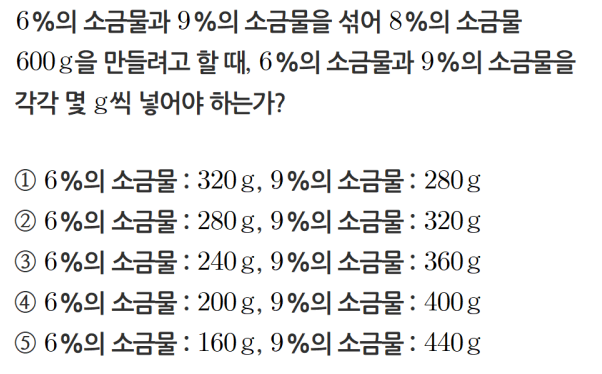 6%의 소금물과 9%의 소금물을 섞어 8%의 소금물
600g을 만들려고 할 때, 6%의 소금물과 9%의 소금물을
각각 몇 g씩 넣어야 하는가?
① 6%의 소금물 : 320g, 9%의 소금물 : 280g
② 6%의 소금물 : 280g, 9%의 소금물 : 320g
③ 6%의 소금물 : 240g, 9%의 소금물 : 360g
④ 6%의 소금물 : 200g, 9%의 소금물 : 400g
⑤ 6%의 소금물 : 160g, 9%의 소금물 : 440g